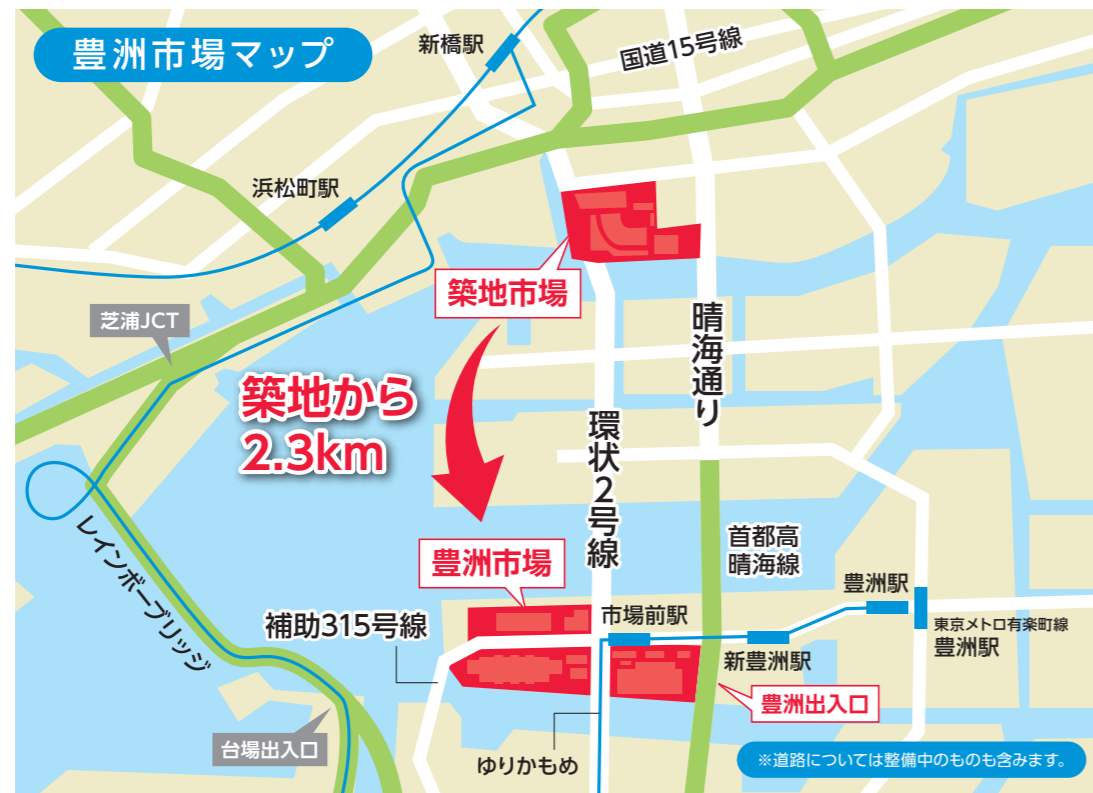 豊洲市場マップ
新橋駅
国道15号線
浜松町駅
築地市場
芝浦JCT
晴海通り
築地から
2.3km
環状2号線
レインボーブリッジ
首都高
晴海線
豊洲市場
豊洲駅
補助315号線
市場前駅
東京メトロ有楽町線
豊洲駅
新豊洲駅
豊洲出入口
台場出入口
ゆりかもめ
※道路については整備中のものも含みます。